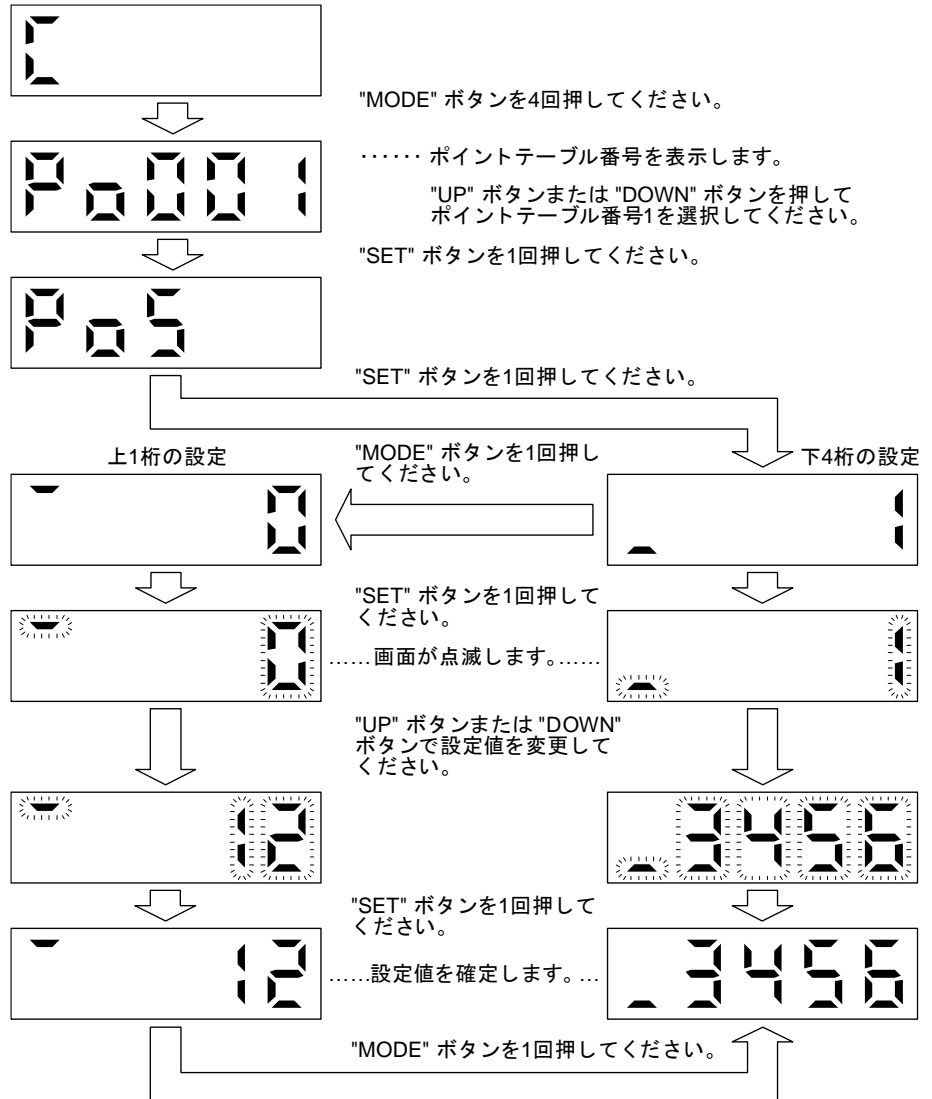 C
"MODE" ボタンを4回押してください。
Po001
‥‥‥ ポイントテーブル番号を表示します。
"UP" ボタンまたは "DOWN" ボタンを押して
ポイントテーブル番号1を選択してください。
"SET" ボタンを1回押してください。
PoS
"SET" ボタンを1回押してください。
上1桁の設定
"MODE" ボタンを1回押し
てください。
下4桁の設定
0
_ 1
"SET" ボタンを1回押して
ください。
0
……画面が点滅します。……
_ 1
"UP" ボタンまたは "DOWN"
ボタンで設定値を変更して
ください。
12
_3456
"SET" ボタンを1回押して
ください。
12
……設定値を確定します。…
_3456
"MODE" ボタンを1回押してください。